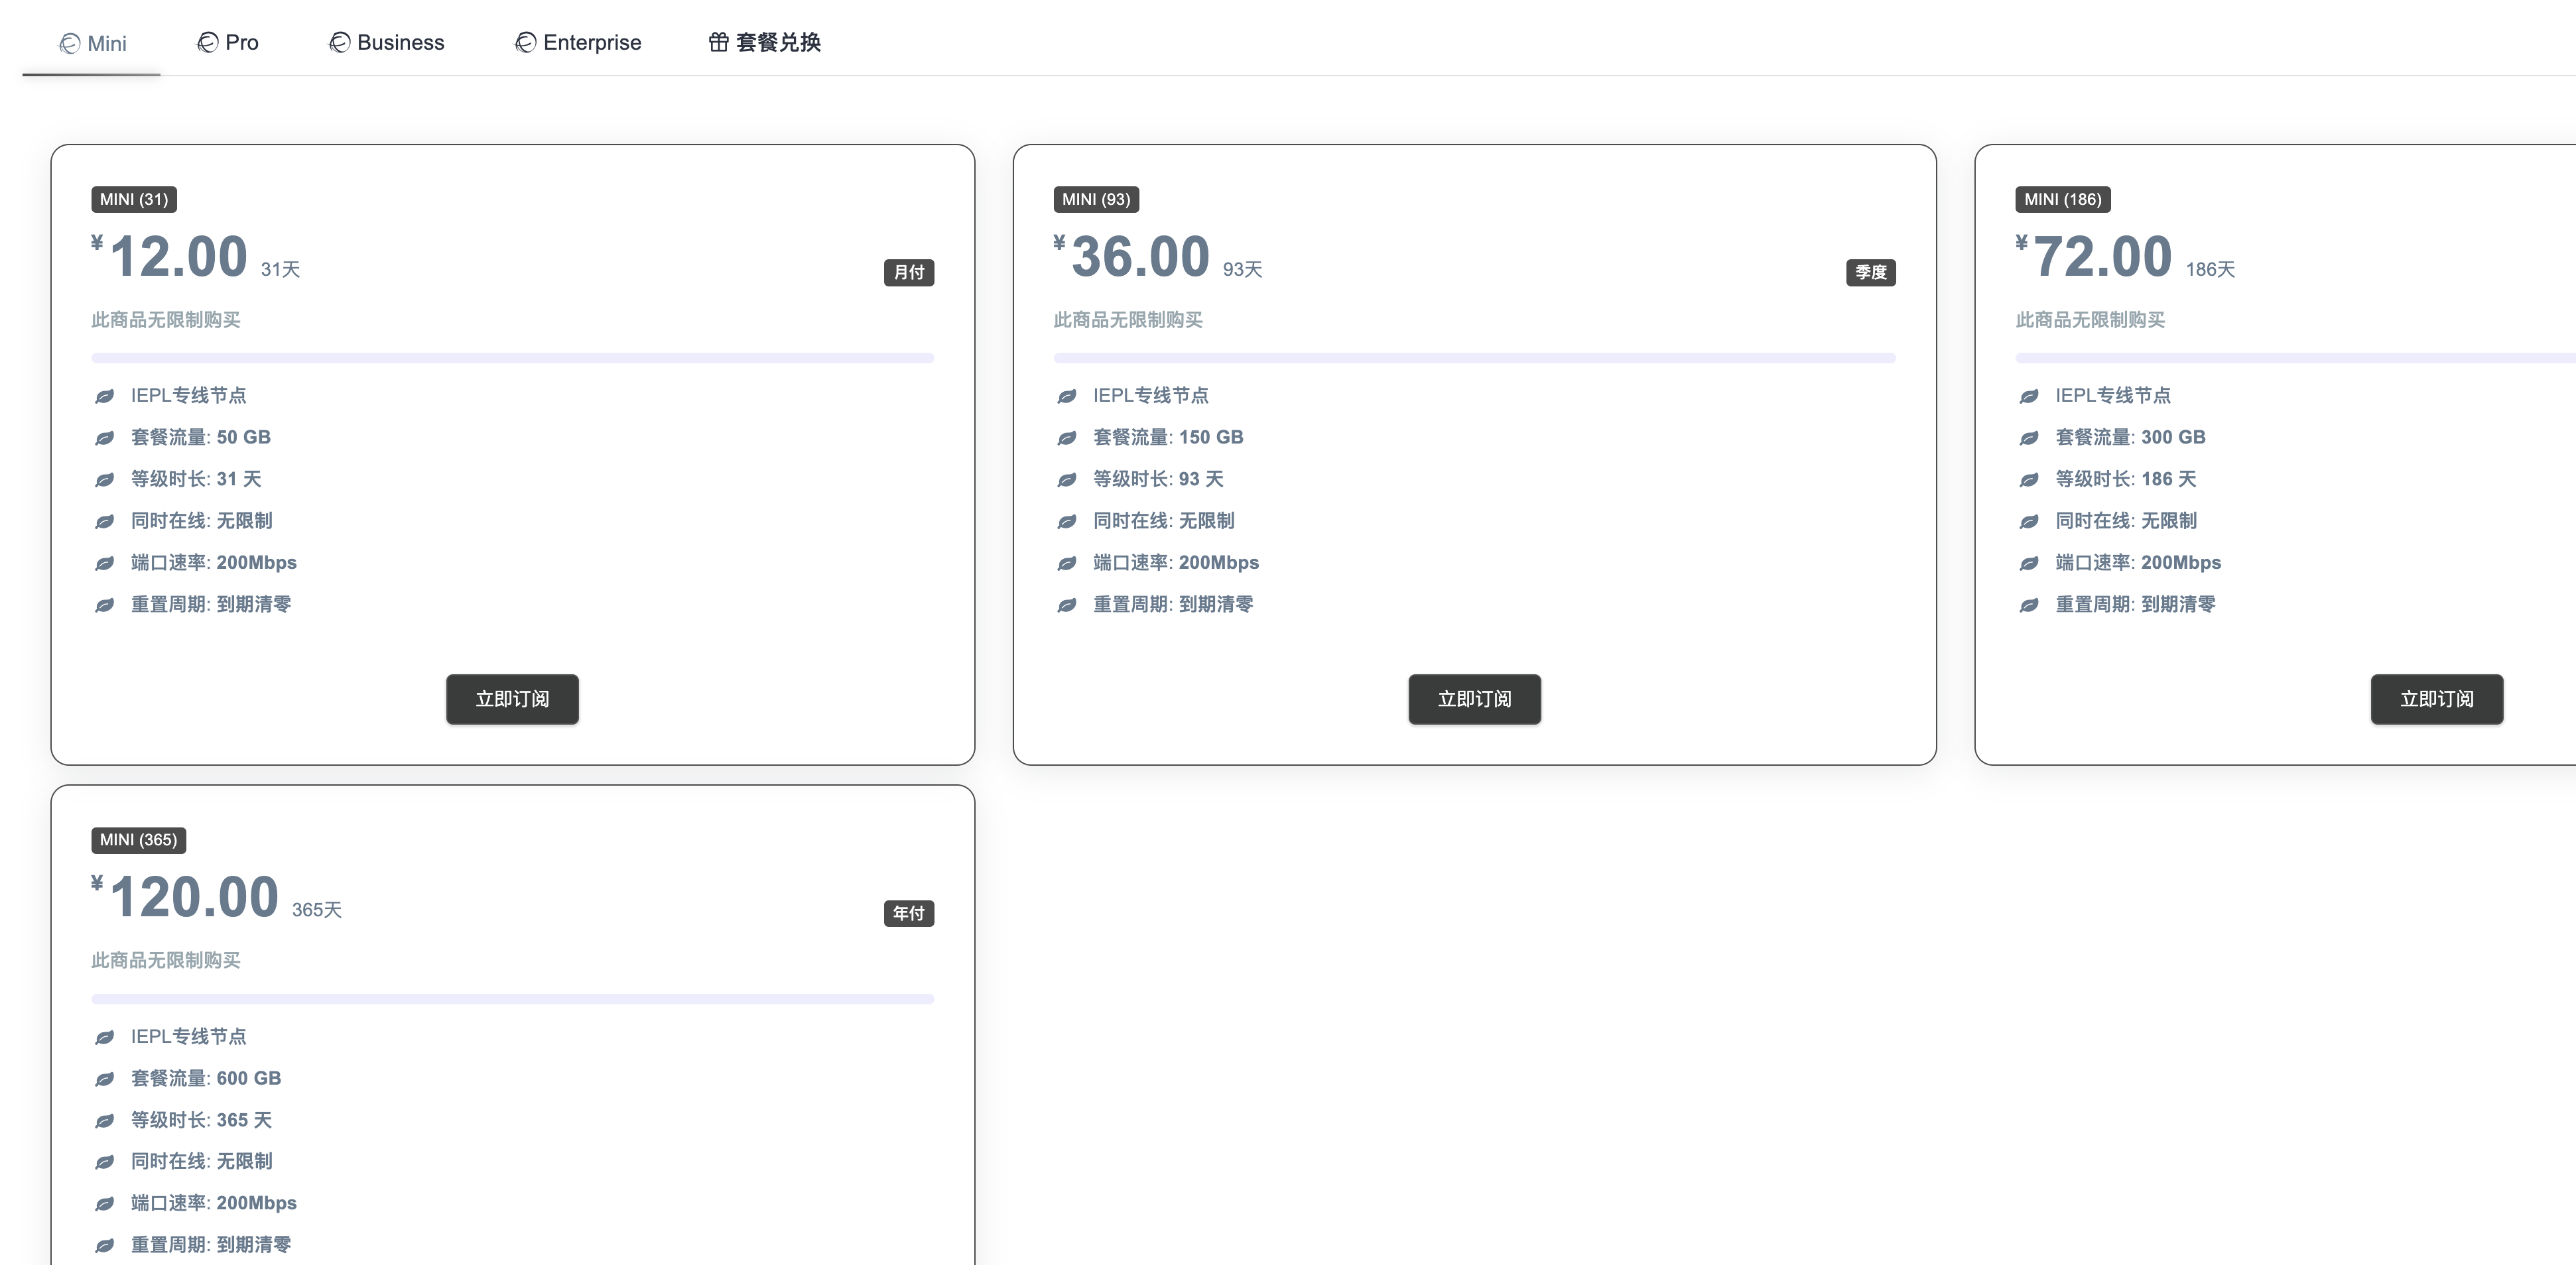 Mini
Pro
Business
Enterprise
套餐兑换
MINI (31)
¥12.00 31天
月付
此商品无限制购买
IEPL专线节点
套餐流量: 50 GB
等级时长: 31 天
同时在线: 无限制
端口速率: 200Mbps
重置周期: 到期清零
立即订阅
MINI (93)
¥36.00 93天
季度
此商品无限制购买
IEPL专线节点
套餐流量: 150 GB
等级时长: 93 天
同时在线: 无限制
端口速率: 200Mbps
重置周期: 到期清零
立即订阅
MINI (186)
¥72.00 186天
此商品无限制购买
IEPL专线节点
套餐流量: 300 GB
等级时长: 186 天
同时在线: 无限制
端口速率: 200Mbps
重置周期: 到期清零
立即订阅
MINI (365)
¥120.00 365天
年付
此商品无限制购买
IEPL专线节点
套餐流量: 600 GB
等级时长: 365 天
同时在线: 无限制
端口速率: 200Mbps
重置周期: 到期清零